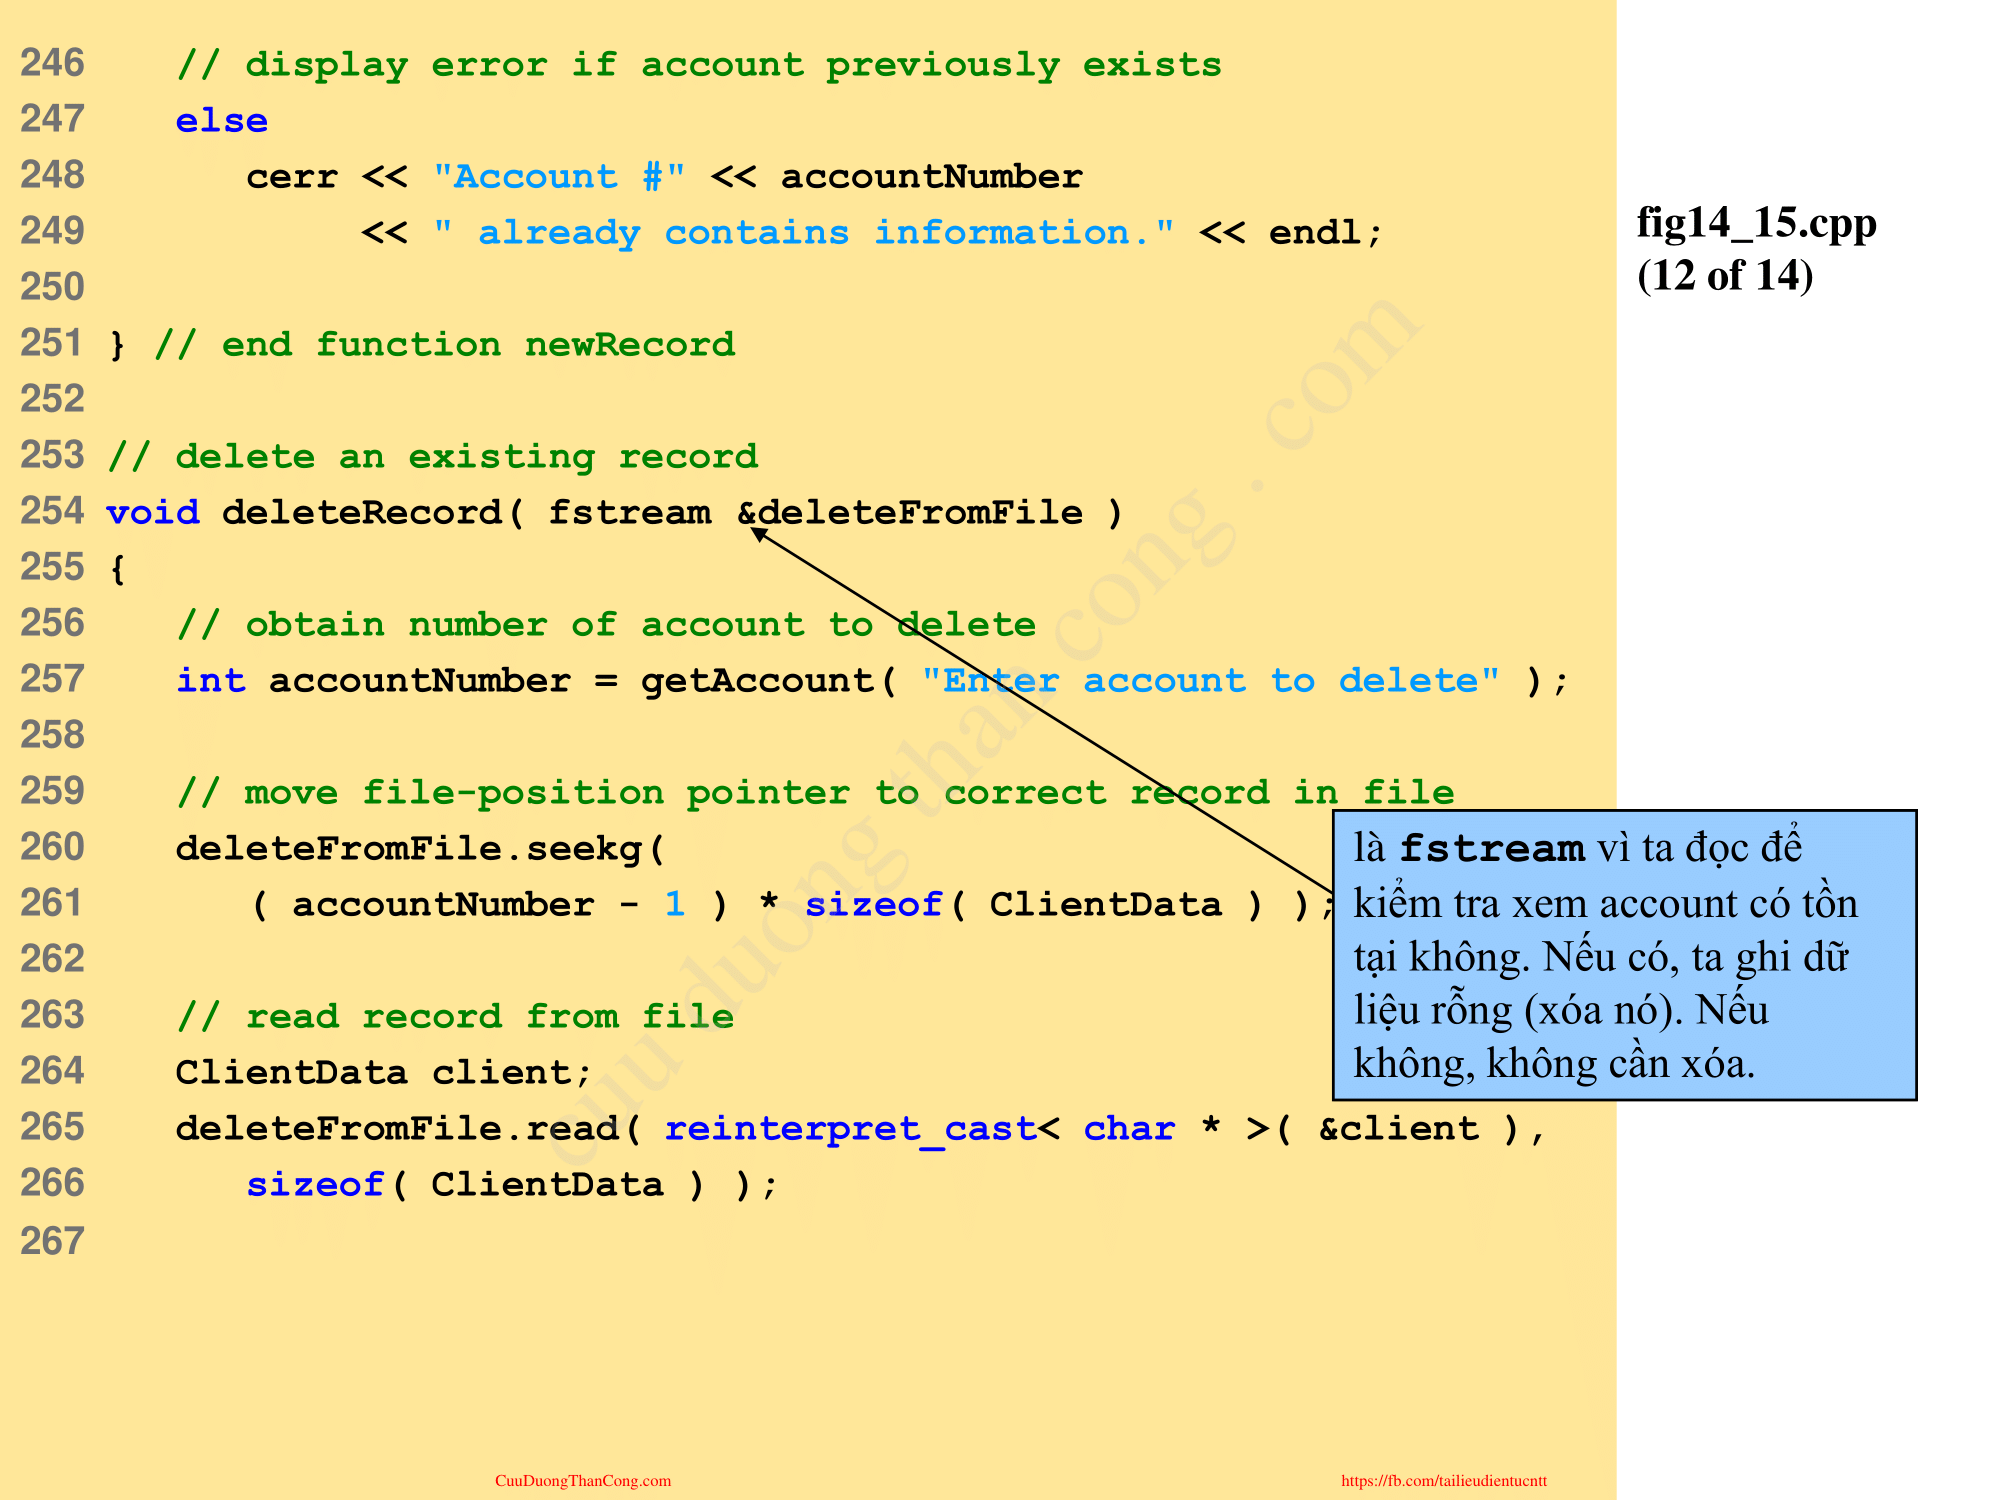 246 // display error if account previously exists
247 else
248 cerr << "Account #" << accountNumber
249 << " already contains information." << endl;
250
251 } // end function newRecord
252
253 // delete an existing record
254 void deleteRecord( fstream &deleteFromFile )
255 {
256 // obtain number of account to delete
257 int accountNumber = getAccount( "Enter account to delete" );
258
259 // move file-position pointer to correct record in file
260 deleteFromFile.seekg(
261 ( accountNumber - 1 ) * sizeof( ClientData ) );
262
263 // read record from file
264 ClientData client;
265 deleteFromFile.read( reinterpret_cast< char * >( &client ),
266 sizeof( ClientData ) );
267
fig14_15.cpp
(12 of 14)
là fstream vì ta đọc để
kiểm tra xem account có tồn
tại không. Nếu có, ta ghi dữ
liệu rỗng (xóa nó). Nếu
không, không cần xóa.
cuu duong than cong . com
CuuDuongThanCong.com
https://fb.com/tailieudientucntt